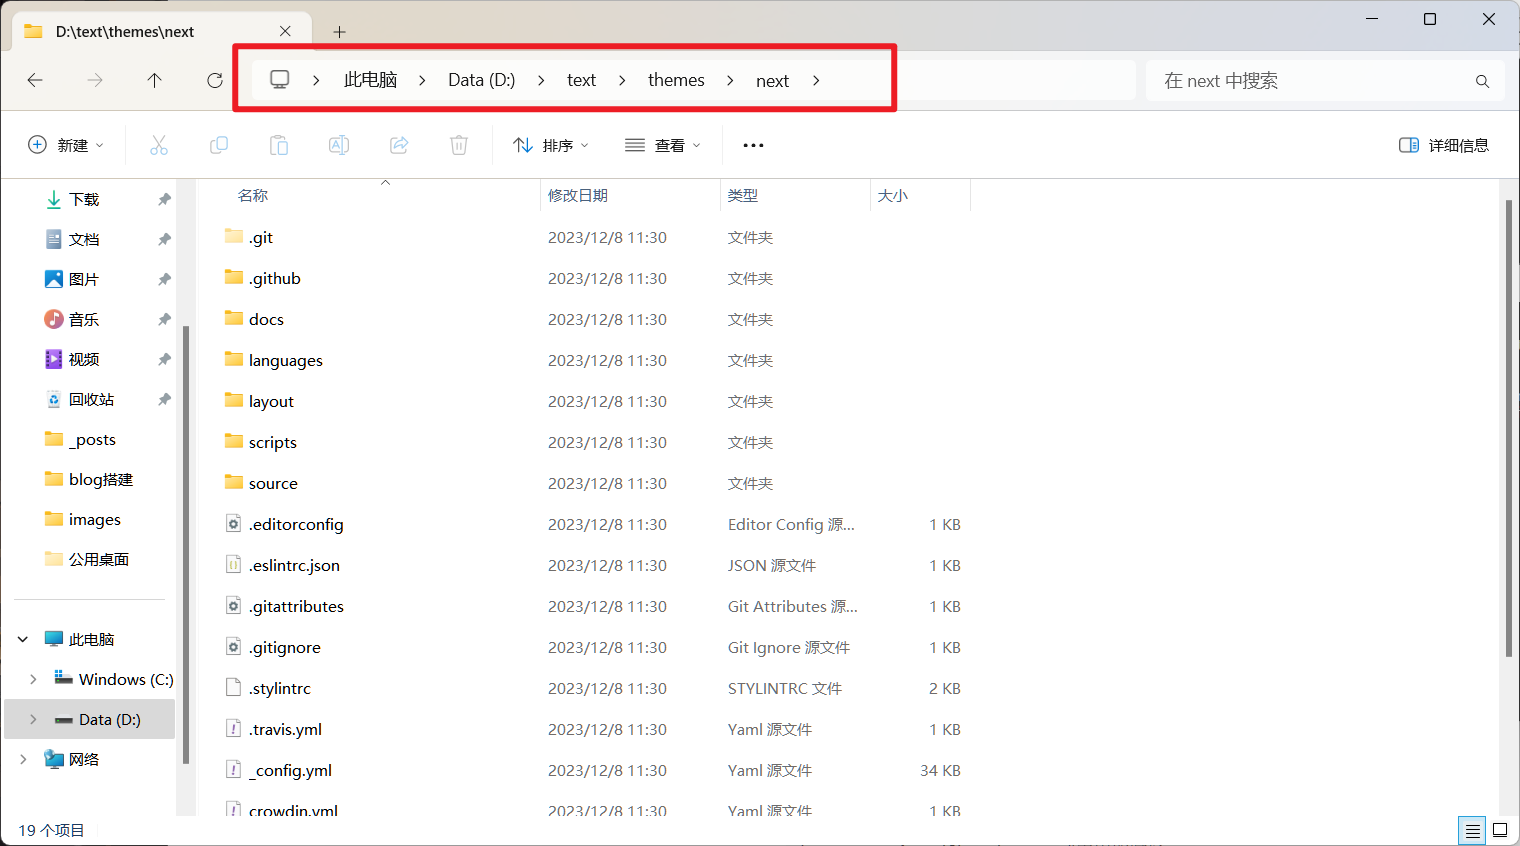 D:\text\themes\next
此电脑 Data (D:) text themes next
在 next 中搜索
新建 排序 查看 详细信息
名称 修改日期 类型 大小
下载
文档
图片
音乐
视频
回收站
_posts
blog搭建
images
公用桌面
此电脑
Windows (C:)
Data (D:)
网络
.git 2023/12/8 11:30 文件夹
.github 2023/12/8 11:30 文件夹
docs 2023/12/8 11:30 文件夹
languages 2023/12/8 11:30 文件夹
layout 2023/12/8 11:30 文件夹
scripts 2023/12/8 11:30 文件夹
source 2023/12/8 11:30 文件夹
.editorconfig 2023/12/8 11:30 Editor Config 源... 1 KB
.eslintrc.json 2023/12/8 11:30 JSON 源文件 1 KB
.gitattributes 2023/12/8 11:30 Git Attributes 源... 1 KB
.gitignore 2023/12/8 11:30 Git Ignore 源文件 1 KB
.stylintrc 2023/12/8 11:30 STYLINTRC 文件 2 KB
.travis.yml 2023/12/8 11:30 Yaml 源文件 1 KB
_config.yml 2023/12/8 11:30 Yaml 源文件 34 KB
crowdin.yml 2023/12/8 11:30 Yaml 源文件 1 KB
19 个项目